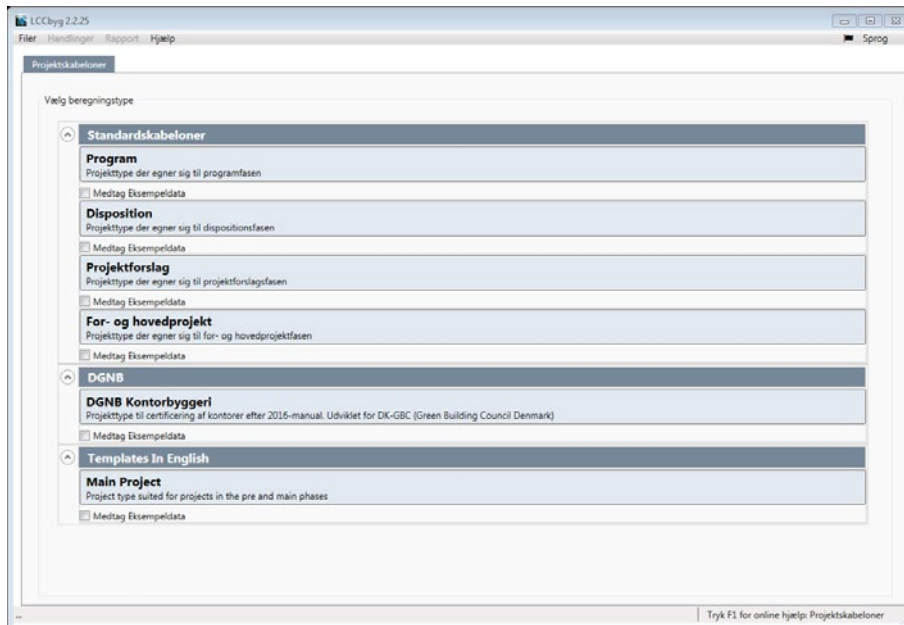 LCCbyg 2.2.25
Filer Handlinger Rapport Hjælp Sprog
Projektskabeloner
Vælg beregningstype
Standardskabeloner
Program
Projekttype der egner sig til programfasen
Medtag Eksempeldata
Disposition
Projekttype der egner sig til dispositionsfasen
Medtag Eksempeldata
Projektforslag
Projekttype der egner sig til projektforslagsfasen
Medtag Eksempeldata
For- og hovedprojekt
Projekttype der egner sig til for- og hovedprojektfasen
Medtag Eksempeldata
DGNB
DGNB Kontorbyggeri
Projekttype til certificering af kontorer efter 2016-manual. Udviklet for DK-GBC (Green Building Council Denmark)
Medtag Eksempeldata
Templates In English
Main Project
Project type suited for projects in the pre and main phases
Medtag Eksempeldata
... Tryk F1 for online hjælp: Projektskabeloner